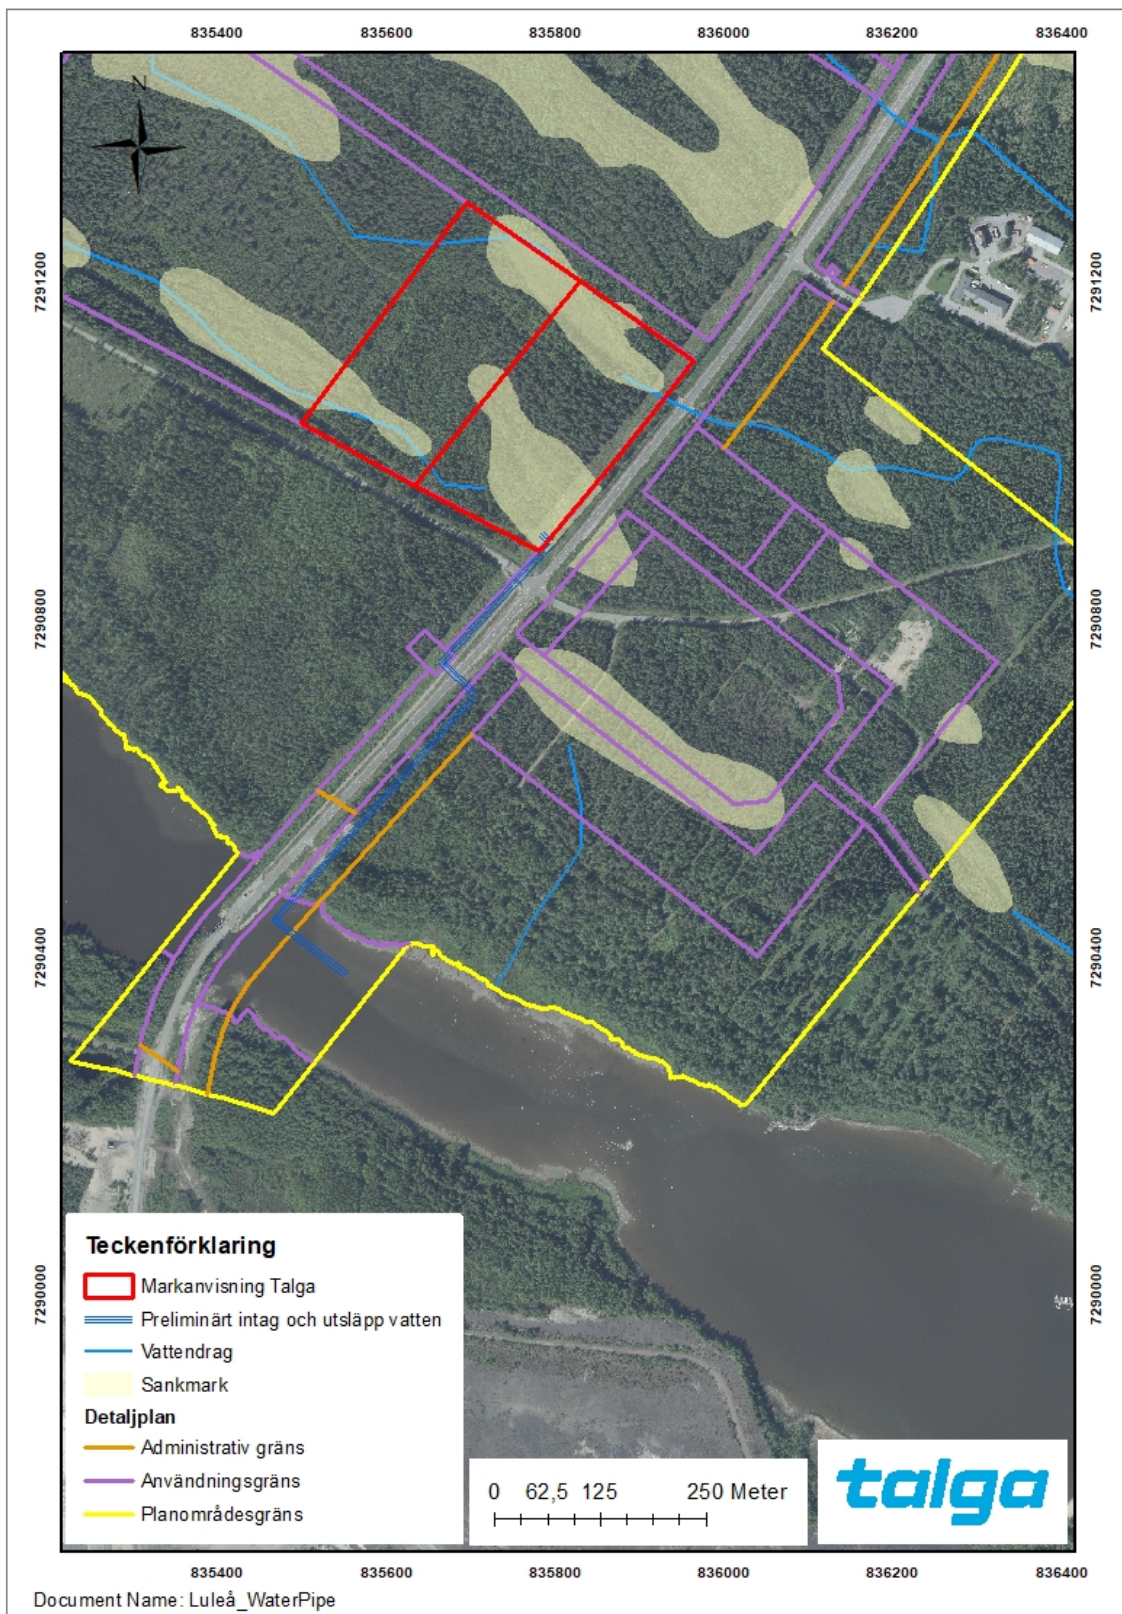 835400 835600 835800 836000 836200 836400
N
7291200 7291200
7290800 7290800
7290400 7290400
7290000 7290000
Teckenförklaring
Markanvisning Talga
Preliminärt intag och utsläpp vatten
Vattendrag
Sankmark
Detaljplan
Administrativ gräns
Användningsgräns
Planområdesgräns
0 62,5 125 250 Meter
talga
835400 835600 835800 836000 836200 836400
Document Name: Luleå_WaterPipe